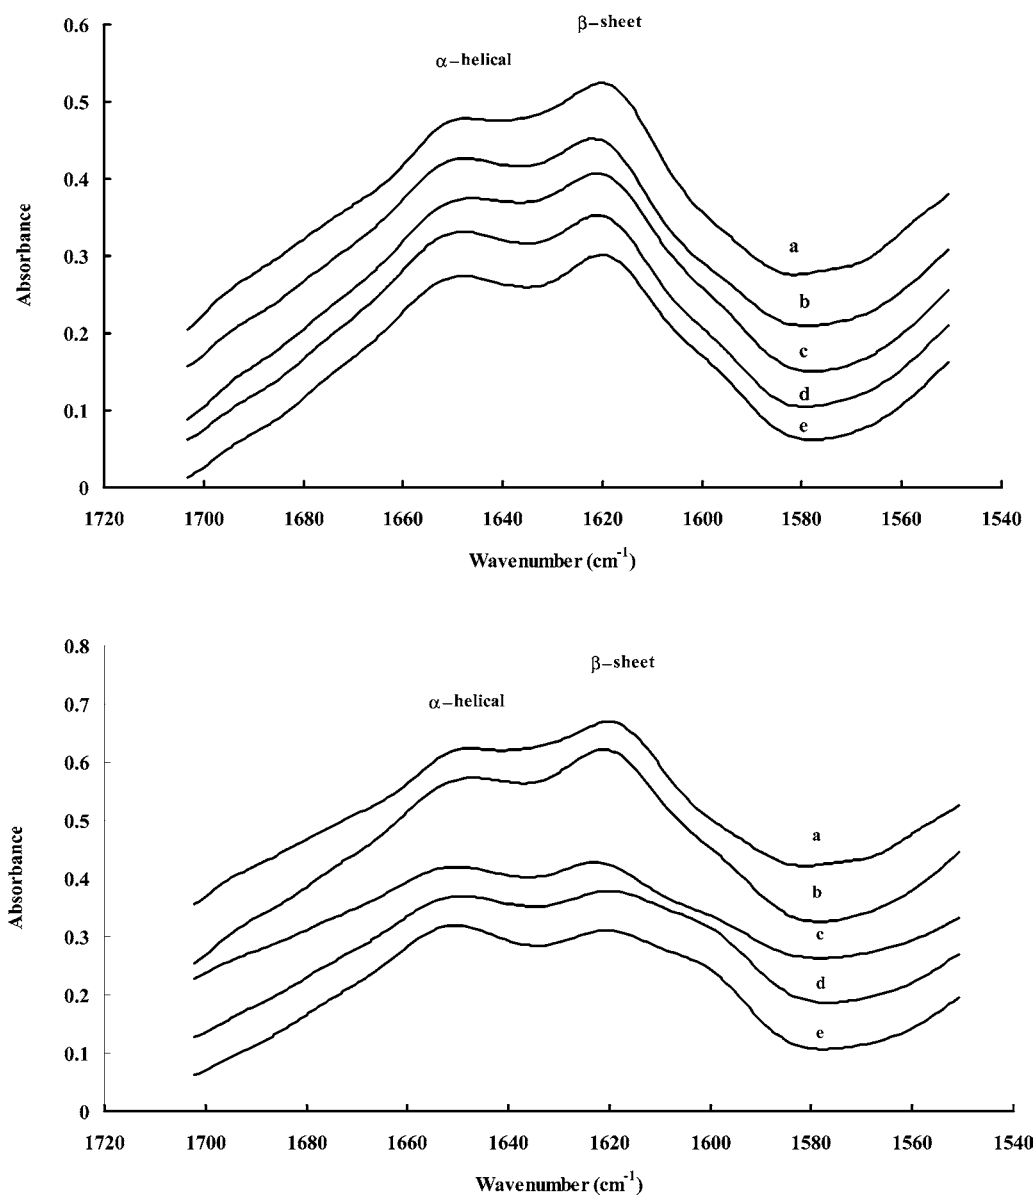 0.6
β–sheet
α–helical
0.5
0.4
a
0.3
b
Absorbance
0.2
c
d
0.1
e
0
1720 1700 1680 1660 1640 1620 1600 1580 1560 1540
Wavenumber (cm⁻¹)
0.8
β–sheet
0.7
α–helical
0.6
0.5
a
Absorbance
0.4
b
0.3
c
d
0.2
e
0.1
0
1720 1700 1680 1660 1640 1620 1600 1580 1560 1540
Wavenumber (cm⁻¹)